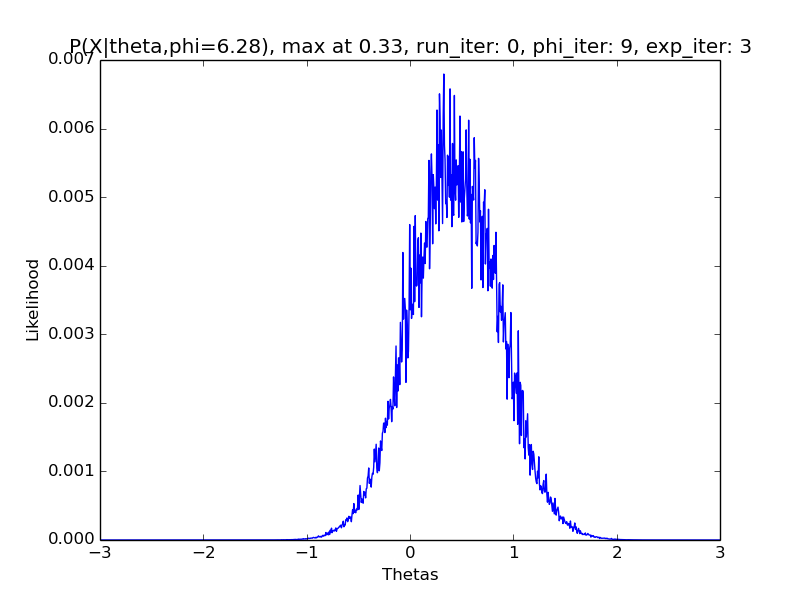 P(X|theta,phi=6.28), max at 0.33, run_iter: 0, phi_iter: 9, exp_iter: 3
0.007
0.006
0.005
0.004
0.003
0.002
0.001
0.000
Likelihood
−3 −2 −1 0 1 2 3
Thetas